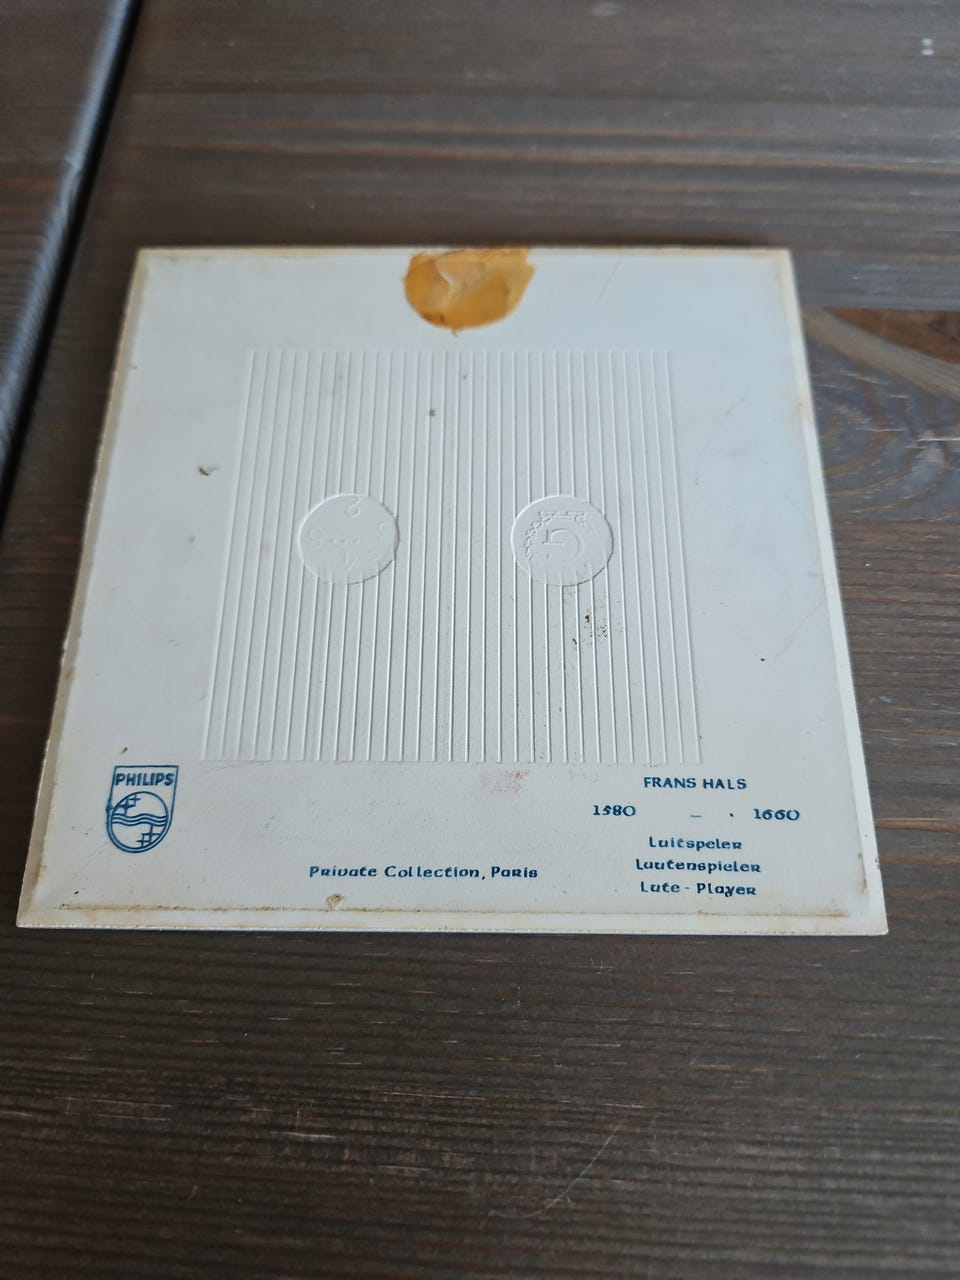 PHILIPS
FRANS HALS
1580 - . 1660
Luitspeler
Lautenspieler
Lute - Player
Private Collection, Paris